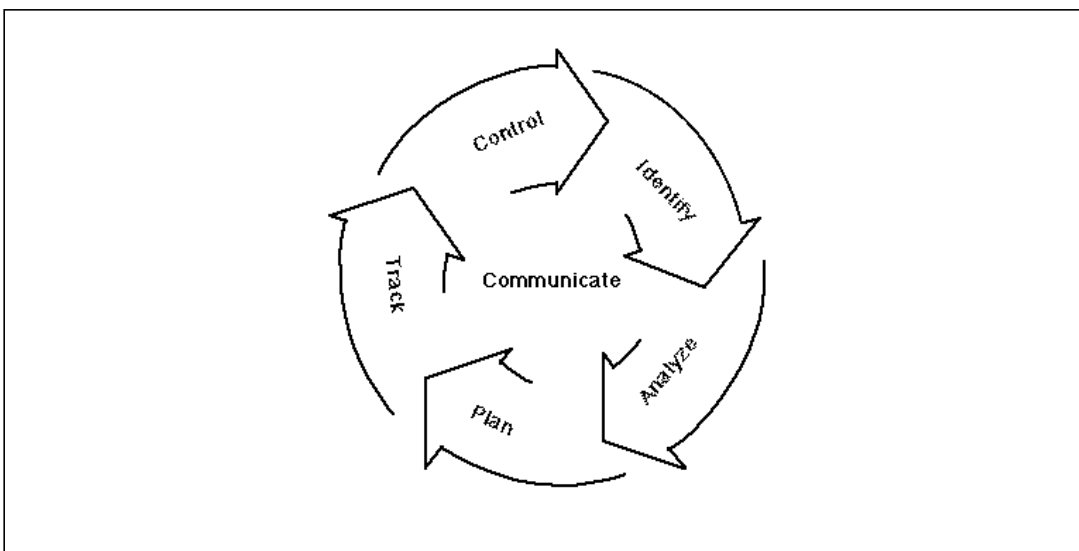 Control
Identify
Communicate
Track
Analyze
Plan